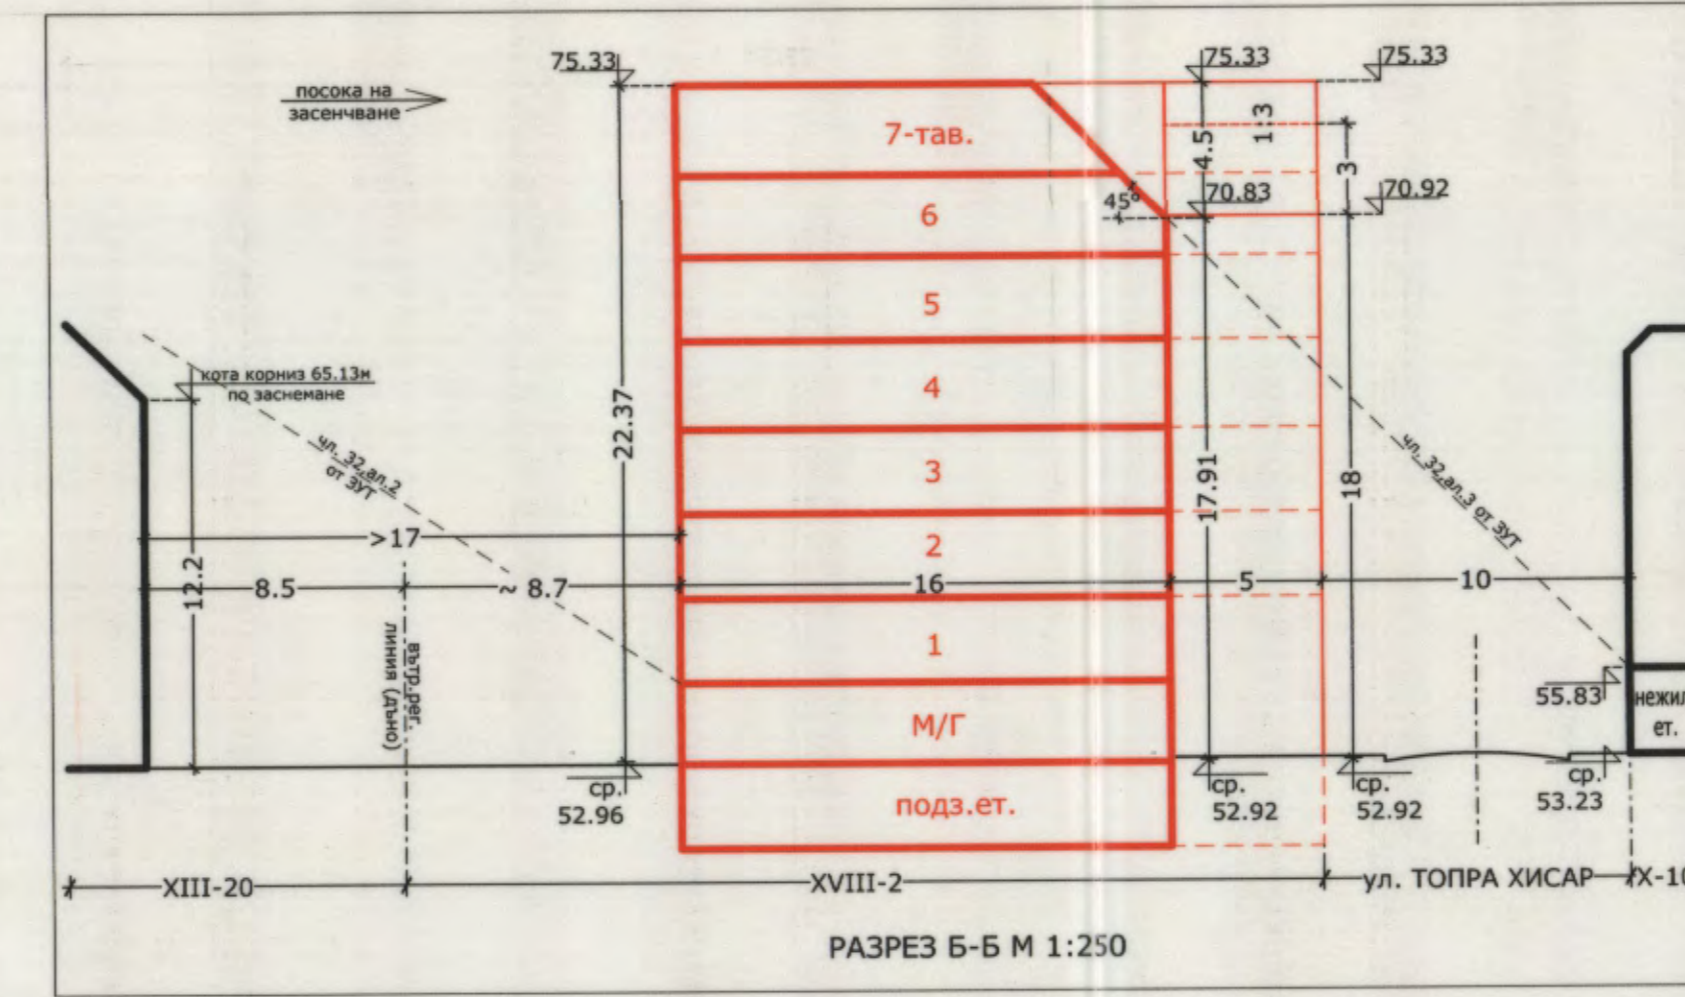 75.33
75.33
75.33
посока на
засенчване
7-тав.
4.5
1:3
3
6
45°
70.83
70.92
5
кота корниз 65.13м
по заснемане
4
22.37
чл. 32,ал.2
от ЗУТ
3
17.91
18
чл. 32,ал.3 от ЗУТ
>17
2
12.2
8.5
~ 8.7
16
5
10
1
вътр.рег.
линия (дъно)
М/Г
55.83
нежил
ет.
ср.
52.96
подз.ет.
ср.
52.92
ср.
52.92
ср.
53.23
XIII-20
XVIII-2
ул. ТОПРА ХИСАР
X-10
РАЗРЕЗ Б-Б М 1:250